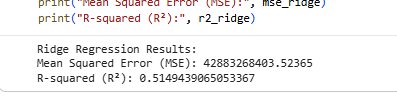 print("Mean Squared Error (MSE):", mse_ridge)
print("R-squared (R²):", r2_ridge)
Ridge Regression Results:
Mean Squared Error (MSE): 42883268403.52365
R-squared (R²): 0.5149439065053367